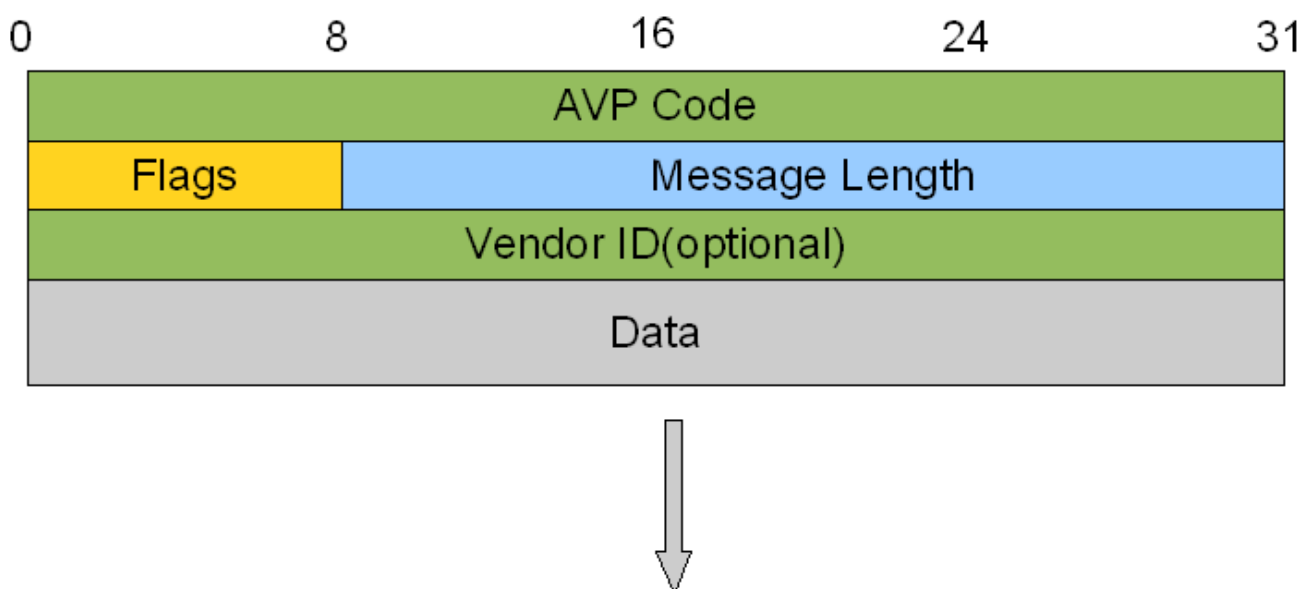 0 8 16 24 31
AVP Code
Flags Message Length
Vendor ID(optional)
Data